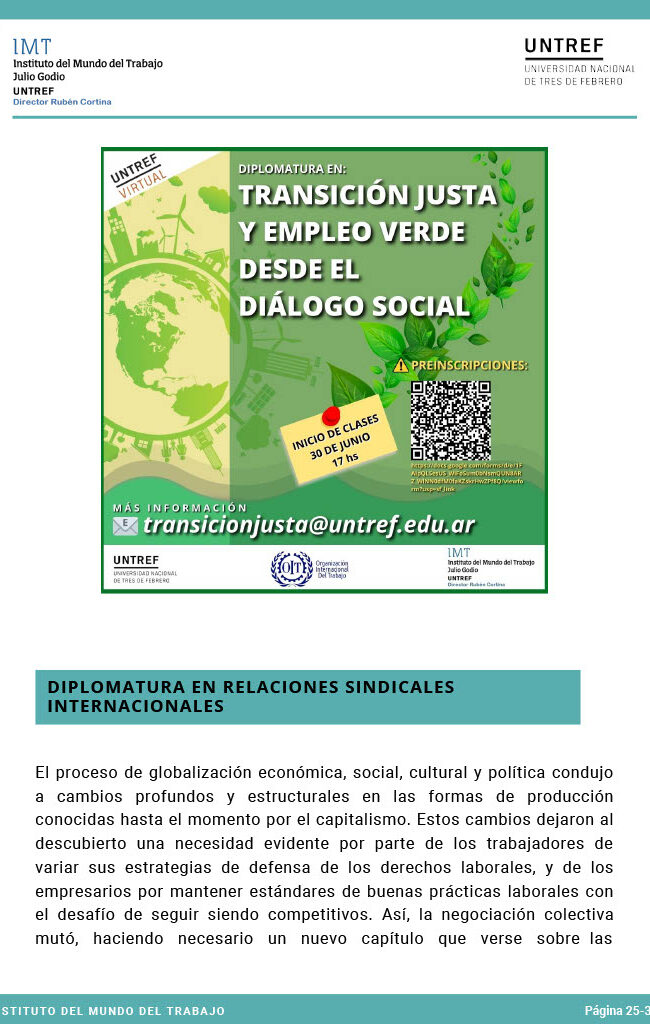 IMT
Instituto del Mundo del Trabajo
Julio Godio
UNTREF
Director Rubén Cortina
UNTREF
UNIVERSIDAD NACIONAL
DE TRES DE FEBRERO
UNTREF
VIRTUAL
DIPLOMATURA EN:
TRANSICIÓN JUSTA
Y EMPLEO VERDE
DESDE EL
DIÁLOGO SOCIAL
PREINSCRIPCIONES:
INICIO DE CLASES
30 DE JUNIO
17 hs
MÁS INFORMACIÓN
E transicionjusta@untref.edu.ar
UNTREF
UNIVERSIDAD NACIONAL
DE TRES DE FEBRERO
OIT
Organización
Internacional
Del Trabajo
IMT
Instituto del Mundo del Trabajo
Julio Godio
UNTREF
Director Rubén Cortina
DIPLOMATURA EN RELACIONES SINDICALES
INTERNACIONALES
El proceso de globalización económica, social, cultural y política condujo
a cambios profundos y estructurales en las formas de producción
conocidas hasta el momento por el capitalismo. Estos cambios dejaron al
descubierto una necesidad evidente por parte de los trabajadores de
variar sus estrategias de defensa de los derechos laborales, y de los
empresarios por mantener estándares de buenas prácticas laborales con
el desafío de seguir siendo competitivos. Así, la negociación colectiva
mutó, haciendo necesario un nuevo capítulo que verse sobre las
STITUTO DEL MUNDO DEL TRABAJO
Página 25-3